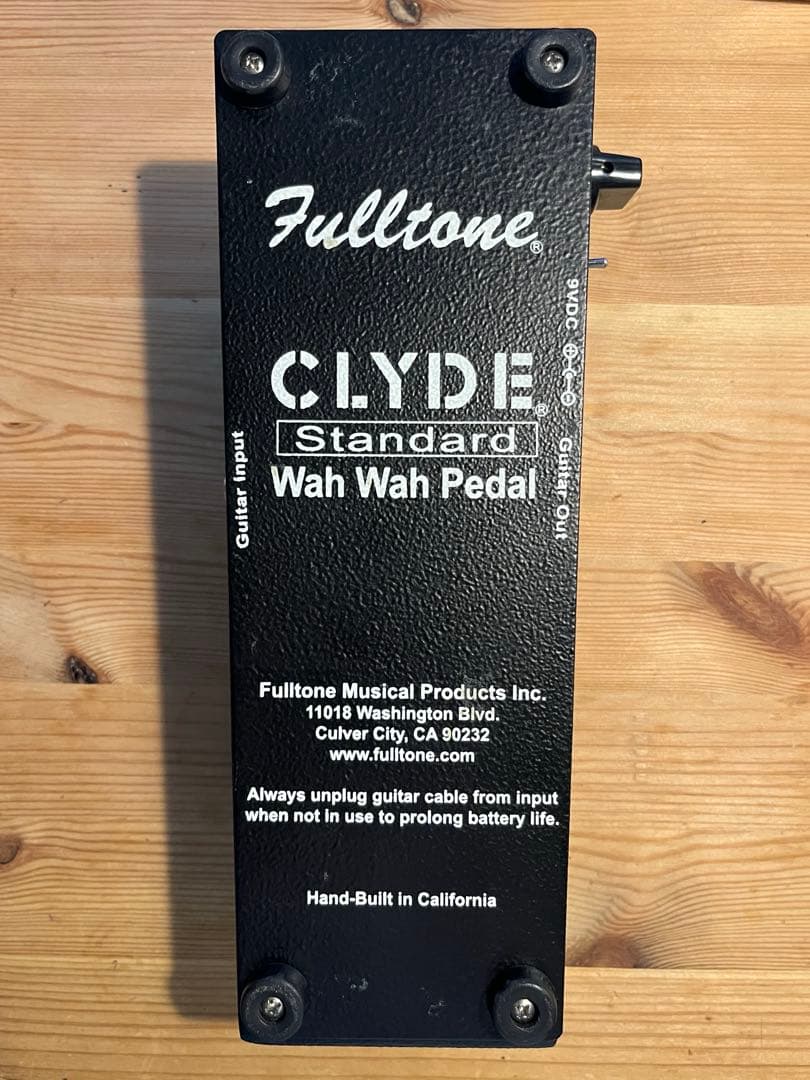 Fulltone®
CLYDE®
Standard
Wah Wah Pedal
Guitar Input
9VDC
Guitar Out
Fulltone Musical Products Inc.
11018 Washington Blvd.
Culver City, CA 90232
www.fulltone.com
Always unplug guitar cable from input
when not in use to prolong battery life.
Hand-Built in California